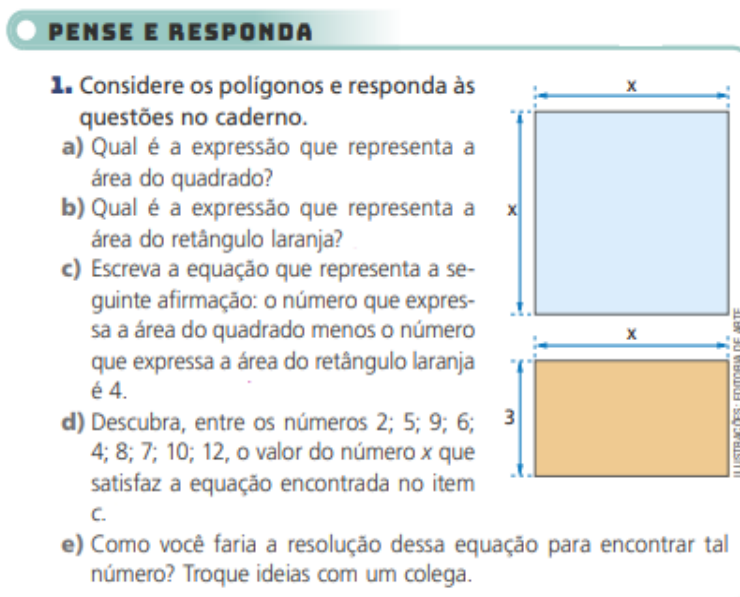 PENSE E RESPONDA
1. Considere os polígonos e responda às
questões no caderno.
a) Qual é a expressão que representa a
área do quadrado?
b) Qual é a expressão que representa a
área do retângulo laranja?
c) Escreva a equação que representa a se-
guinte afirmação: o número que expres-
sa a área do quadrado menos o número
que expressa a área do retângulo laranja
é 4.
d) Descubra, entre os números 2; 5; 9; 6;
4; 8; 7; 10; 12, o valor do número x que
satisfaz a equação encontrada no item
c.
e) Como você faria a resolução dessa equação para encontrar tal
número? Troque ideias com um colega.
x
x
x
3
ILUSTRAÇÕES: EDITORIA DE ARTE